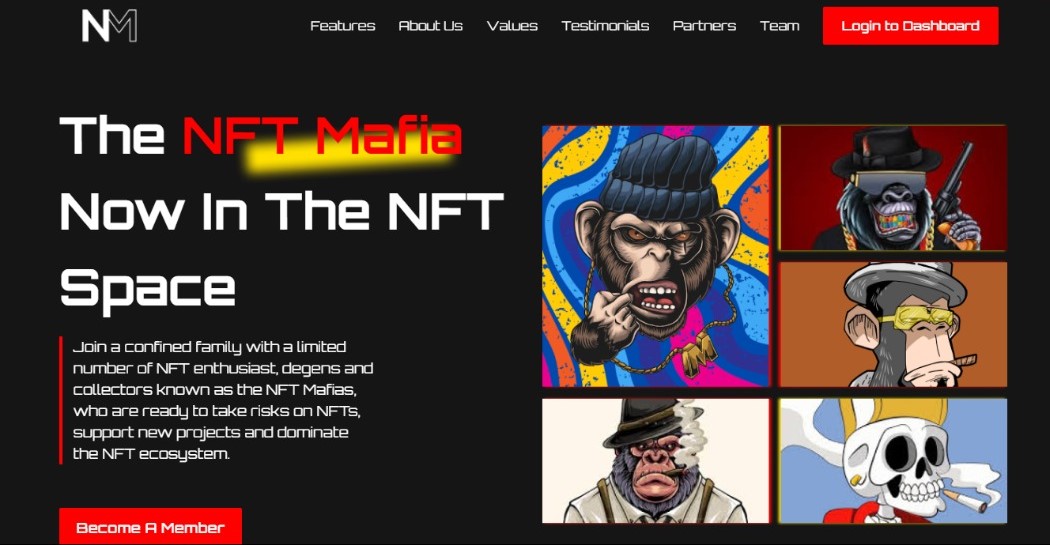 NM
Features About Us Values Testimonials Partners Team Login to Dashboard
The NFT Mafia
Now In The NFT
Space
Join a confined family with a limited
number of NFT enthusiast, degens and
collectors known as the NFT Mafias,
who are ready to take risks on NFTs,
support new projects and dominate
the NFT ecosystem.
Become A Member